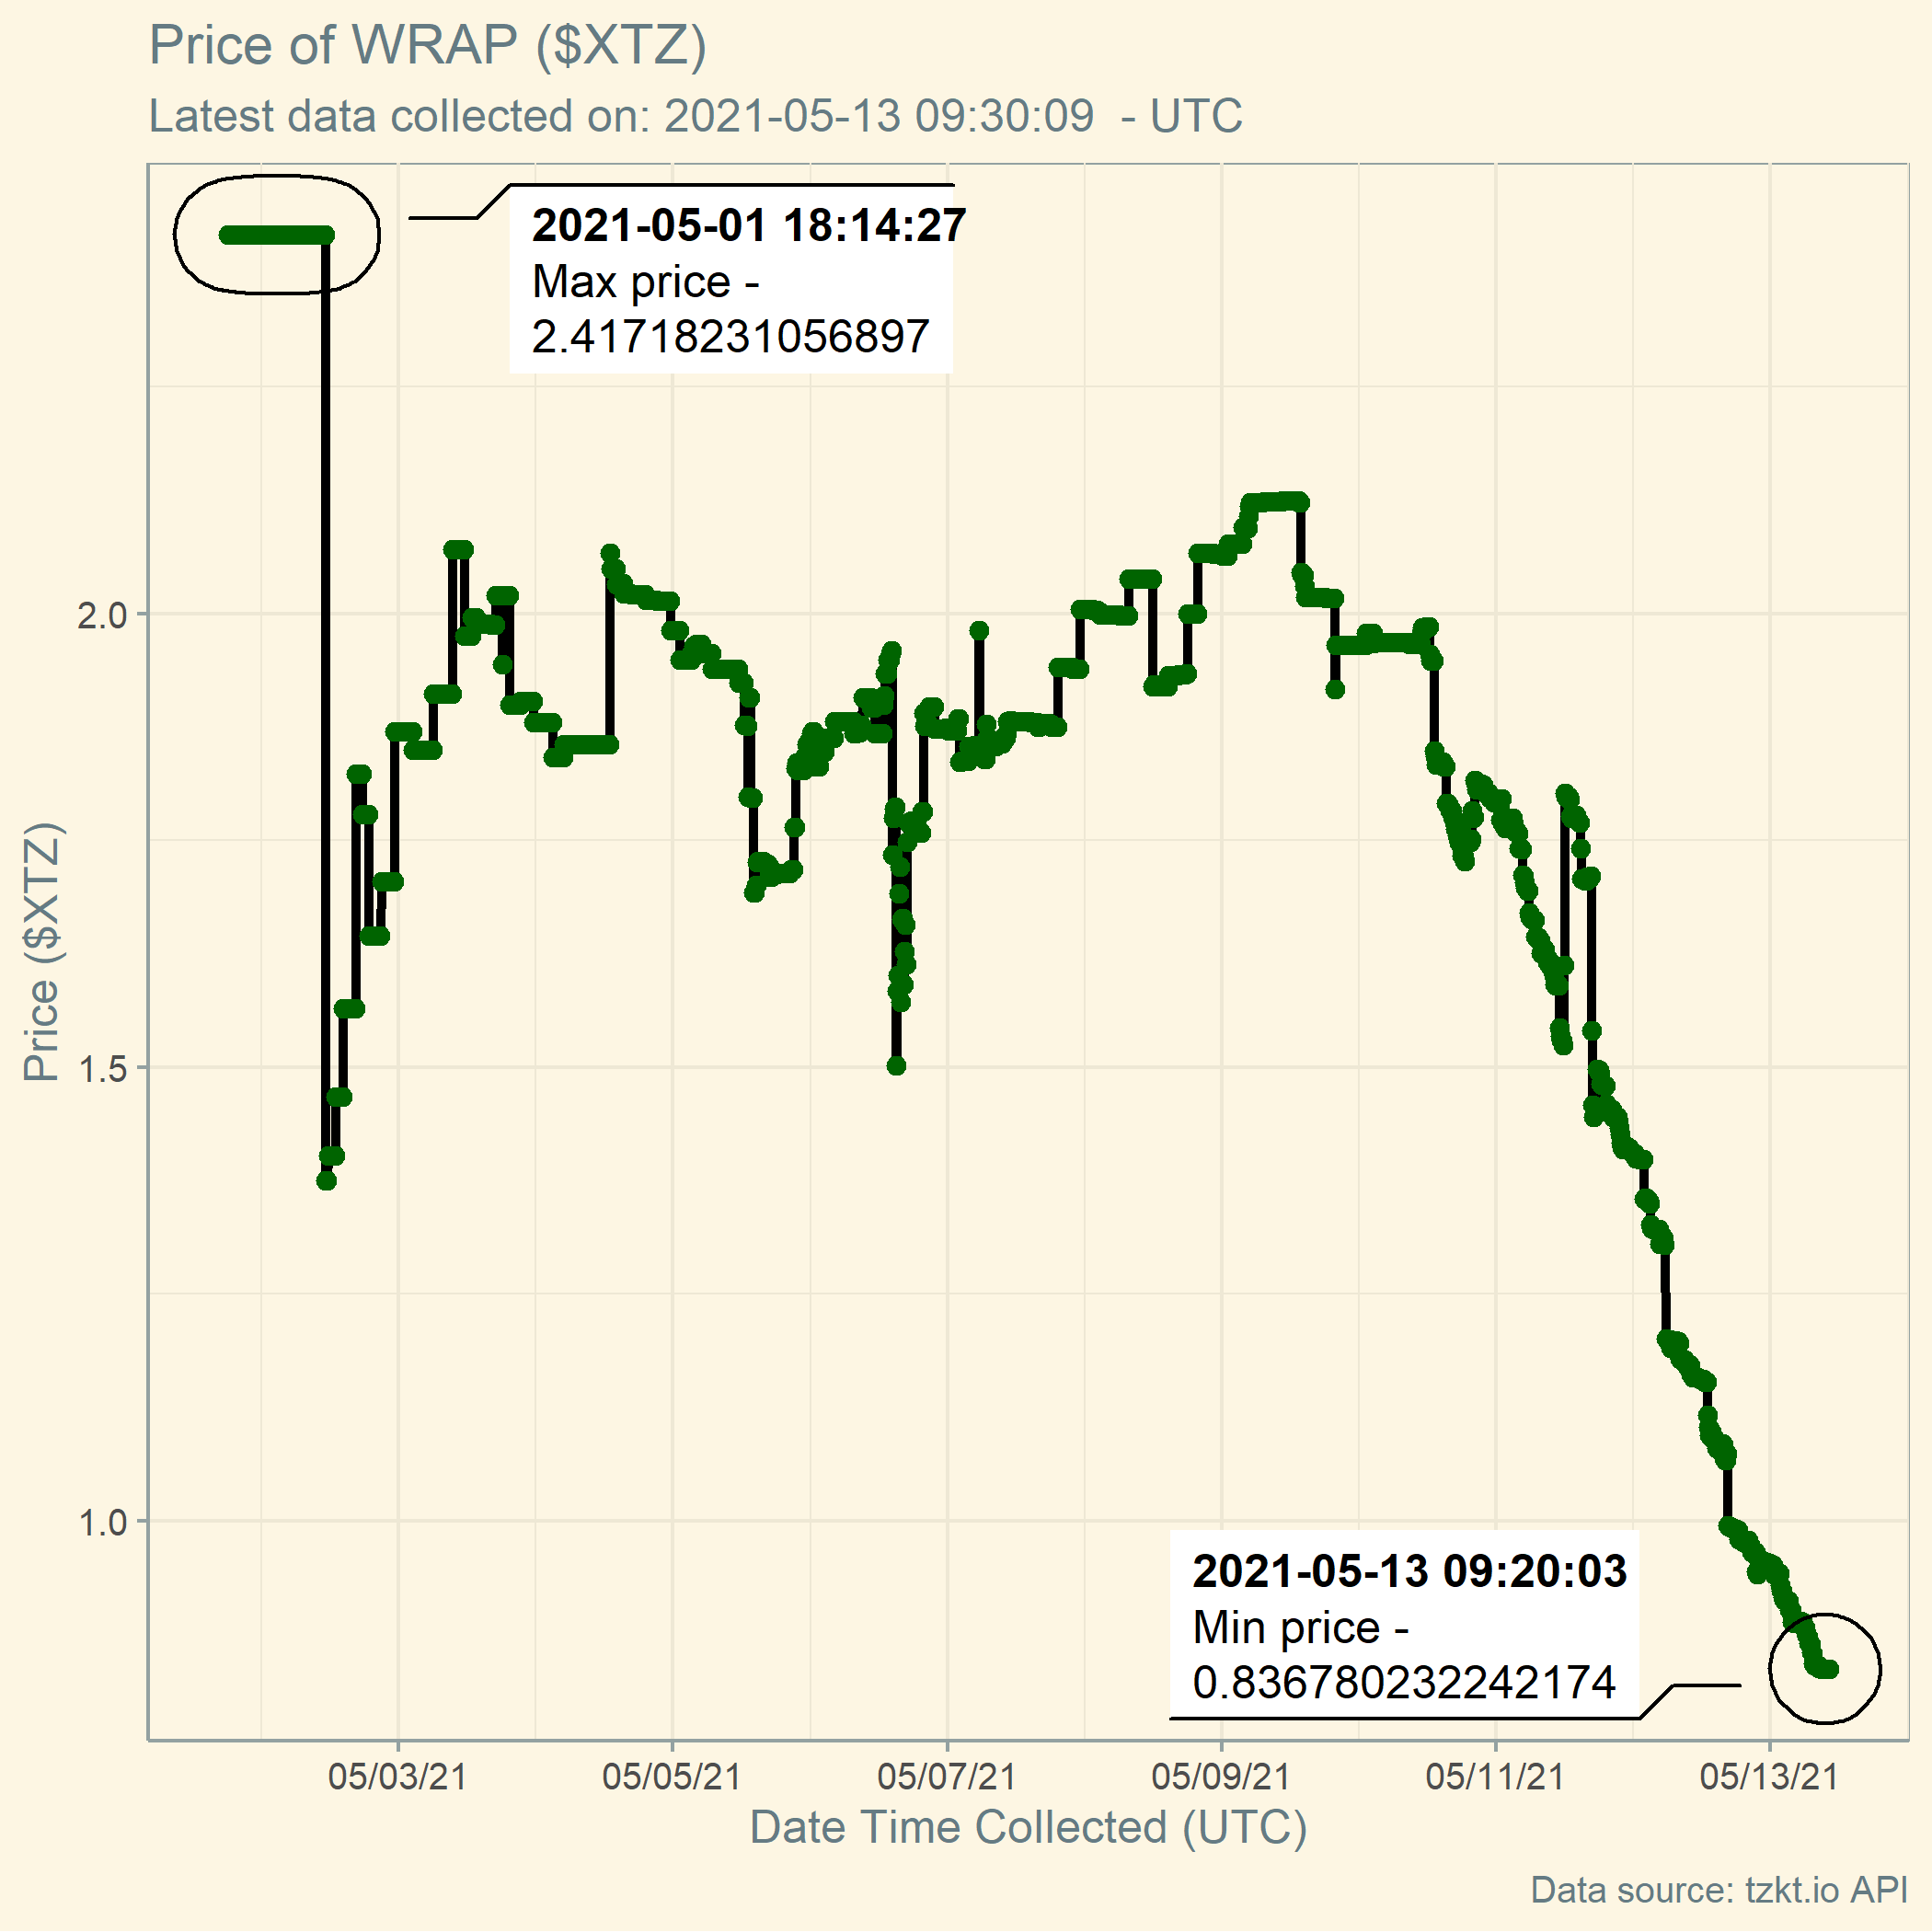 Price of WRAP ($XTZ)
Latest data collected on: 2021-05-13 09:30:09  - UTC
2021-05-01 18:14:27
Max price -
2.41718231056897
Price ($XTZ)
2.0
1.5
1.0
2021-05-13 09:20:03
Min price -
0.836780232242174
05/03/21 05/05/21 05/07/21 05/09/21 05/11/21 05/13/21
Date Time Collected (UTC)
Data source: tzkt.io API